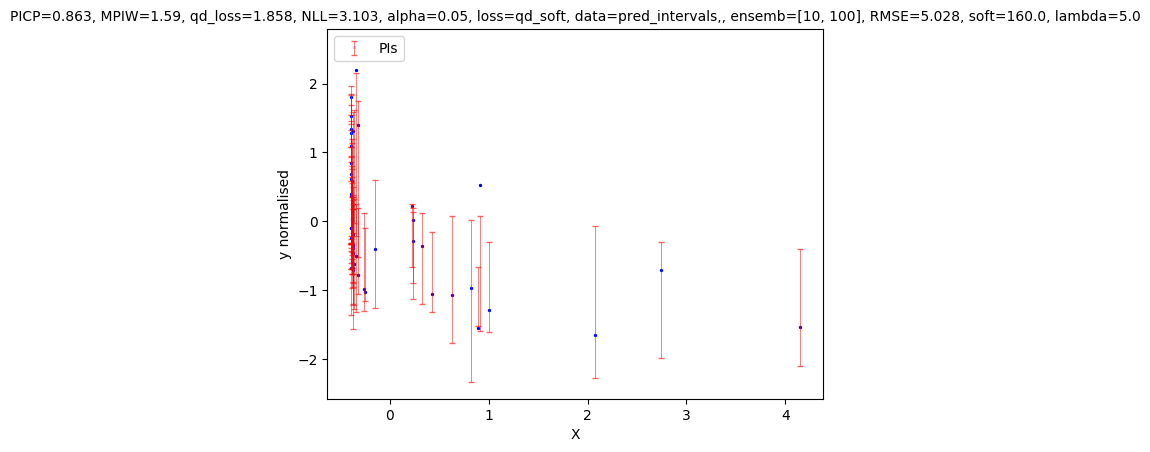 PICP=0.863, MPIW=1.59, qd_loss=1.858, NLL=3.103, alpha=0.05, loss=qd_soft, data=pred_intervals,, ensemb=[10, 100], RMSE=5.028, soft=160.0, lambda=5.0
PIs
2
1
0
−1
−2
y normalised
0 1 2 3 4
X